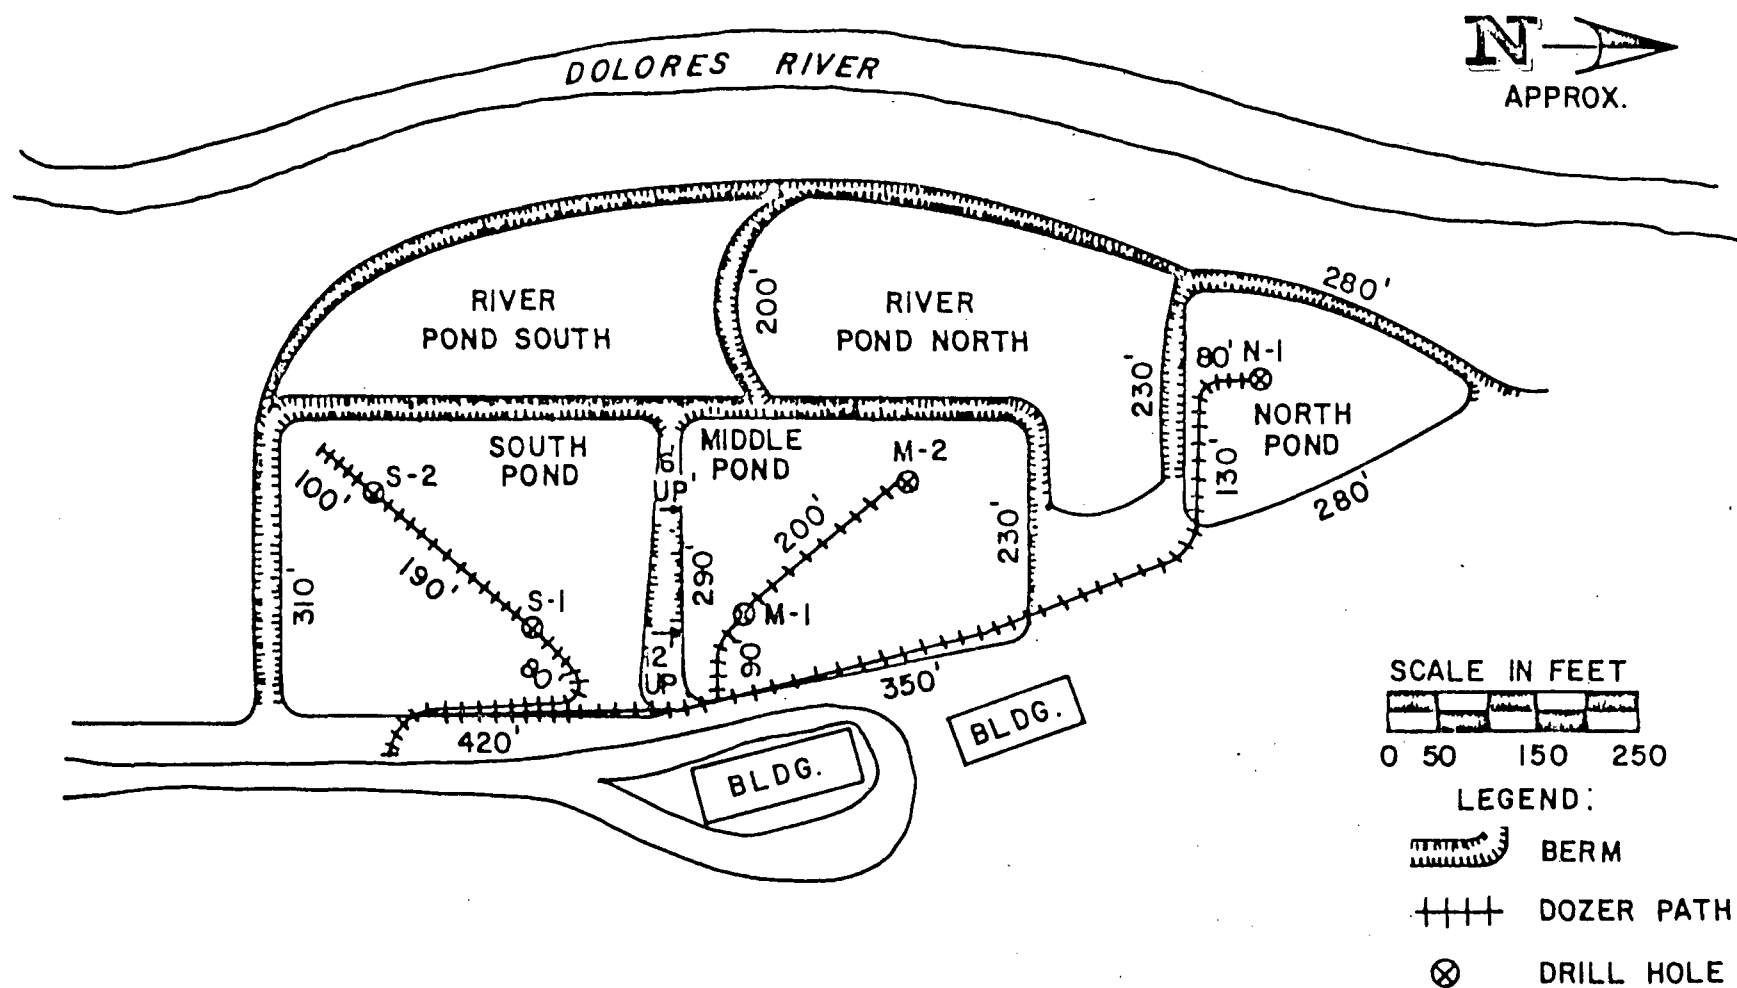 N
APPROX.
DOLORES RIVER
280'
200'
RIVER
POND SOUTH
RIVER
POND NORTH
230'
80' N-1
NORTH
POND
130'
280'
SOUTH
POND
MIDDLE
POND
M-2
S-2
100'
UP
200'
230'
190'
310'
S-1
290'
M-1
80'
90'
12'
UP
350'
420'
BLDG.
BLDG.
SCALE IN FEET
0 50 150 250
LEGEND:
BERM
DOZER PATH
DRILL HOLE